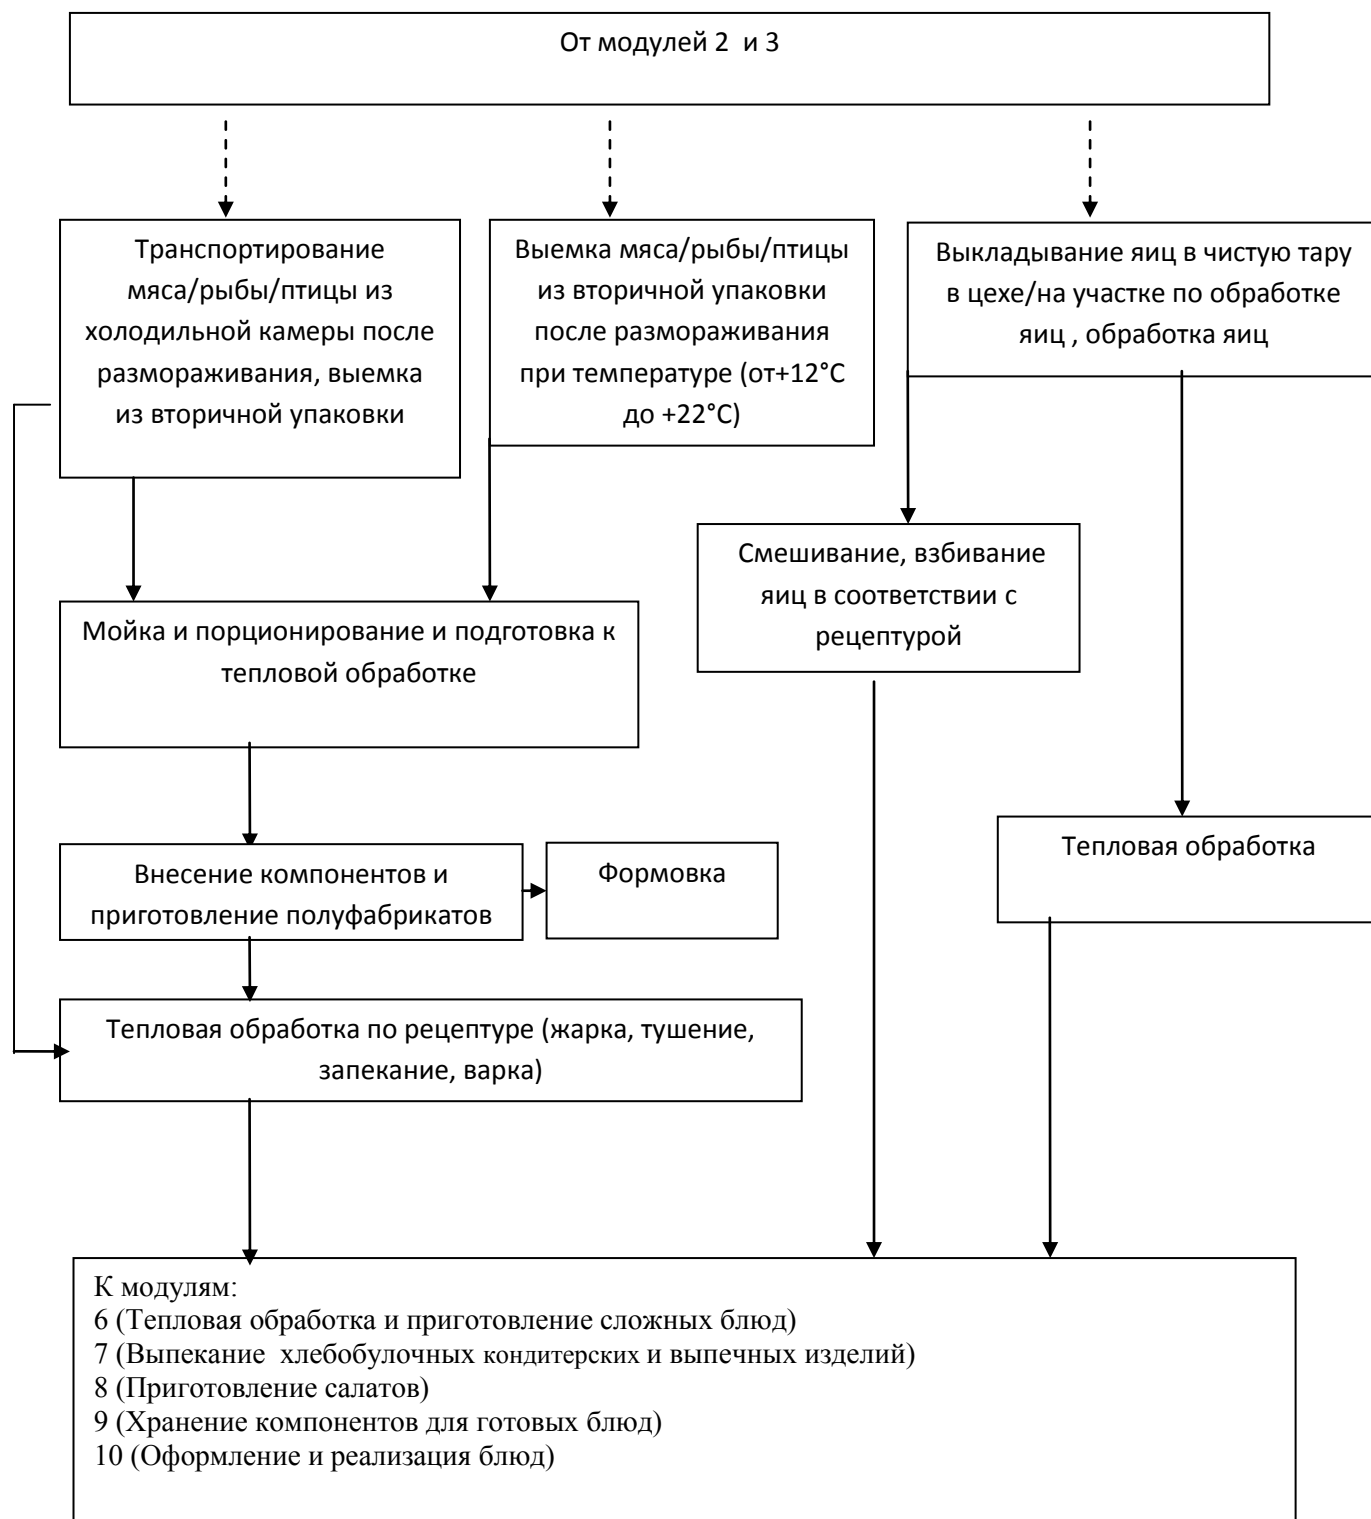 От модулей 2 и 3
Транспортирование
мяса/рыбы/птицы из
холодильной камеры после
размораживания, выемка
из вторичной упаковки
Выемка мяса/рыбы/птицы
из вторичной упаковки
после размораживания
при температуре (от+12°С
до +22°С)
Выкладывание яиц в чистую тару
в цехе/на участке по обработке
яиц , обработка яиц
Смешивание, взбивание
яиц в соответствии с
рецептурой
Мойка и порционирование и подготовка к
тепловой обработке
Тепловая обработка
Внесение компонентов и
приготовление полуфабрикатов
Формовка
Тепловая обработка по рецептуре (жарка, тушение,
запекание, варка)
К модулям:
6 (Тепловая обработка и приготовление сложных блюд)
7 (Выпекание хлебобулочных кондитерских и выпечных изделий)
8 (Приготовление салатов)
9 (Хранение компонентов для готовых блюд)
10 (Оформление и реализация блюд)